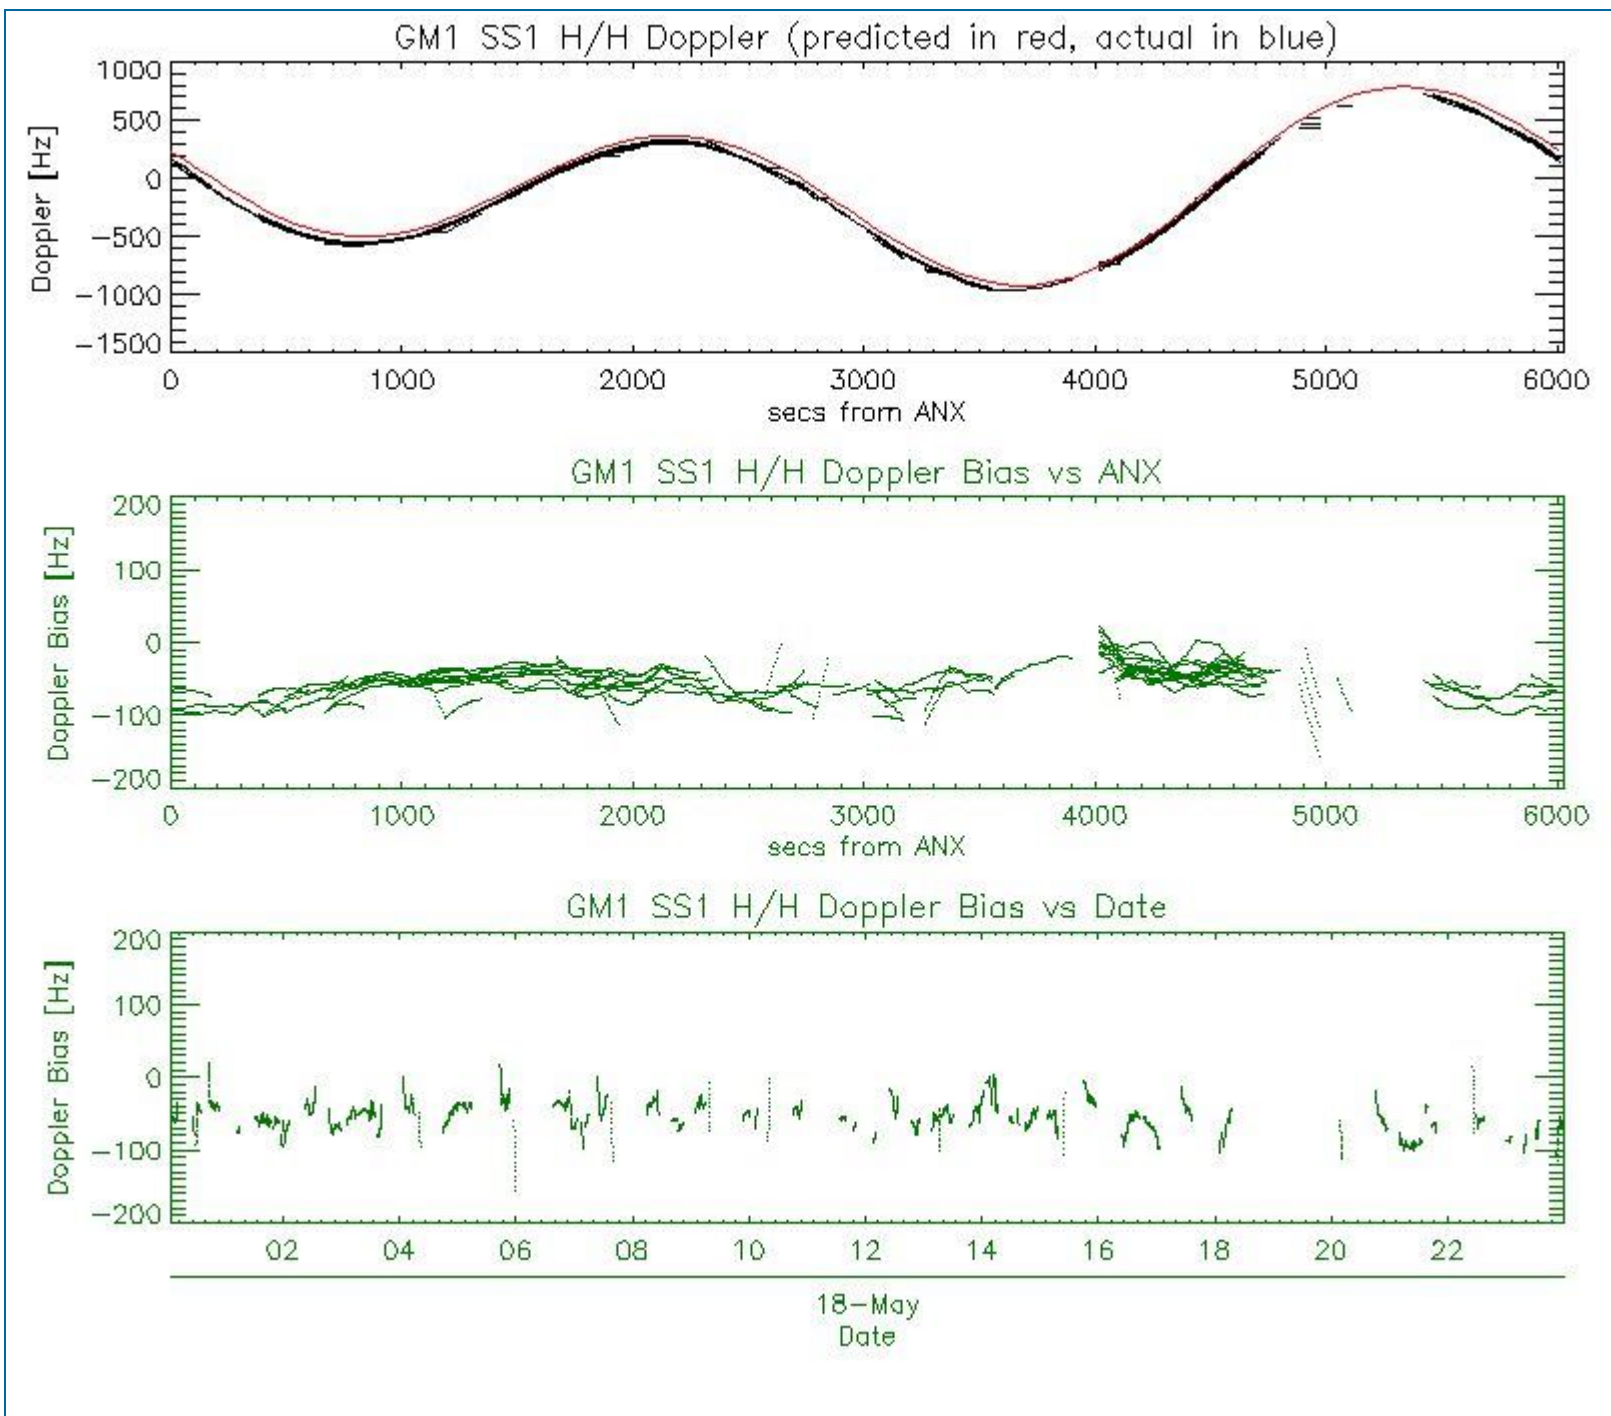 GM1 SS1 H/H Doppler (predicted in red, actual in blue)
1000
500
0
−500
−1000
−1500
Doppler [Hz]
0 1000 2000 3000 4000 5000 6000
secs from ANX
GM1 SS1 H/H Doppler Bias vs ANX
200
100
0
−100
−200
Doppler Bias [Hz]
0 1000 2000 3000 4000 5000 6000
secs from ANX
GM1 SS1 H/H Doppler Bias vs Date
200
100
0
−100
−200
Doppler Bias [Hz]
02 04 06 08 10 12 14 16 18 20 22
18−May
Date